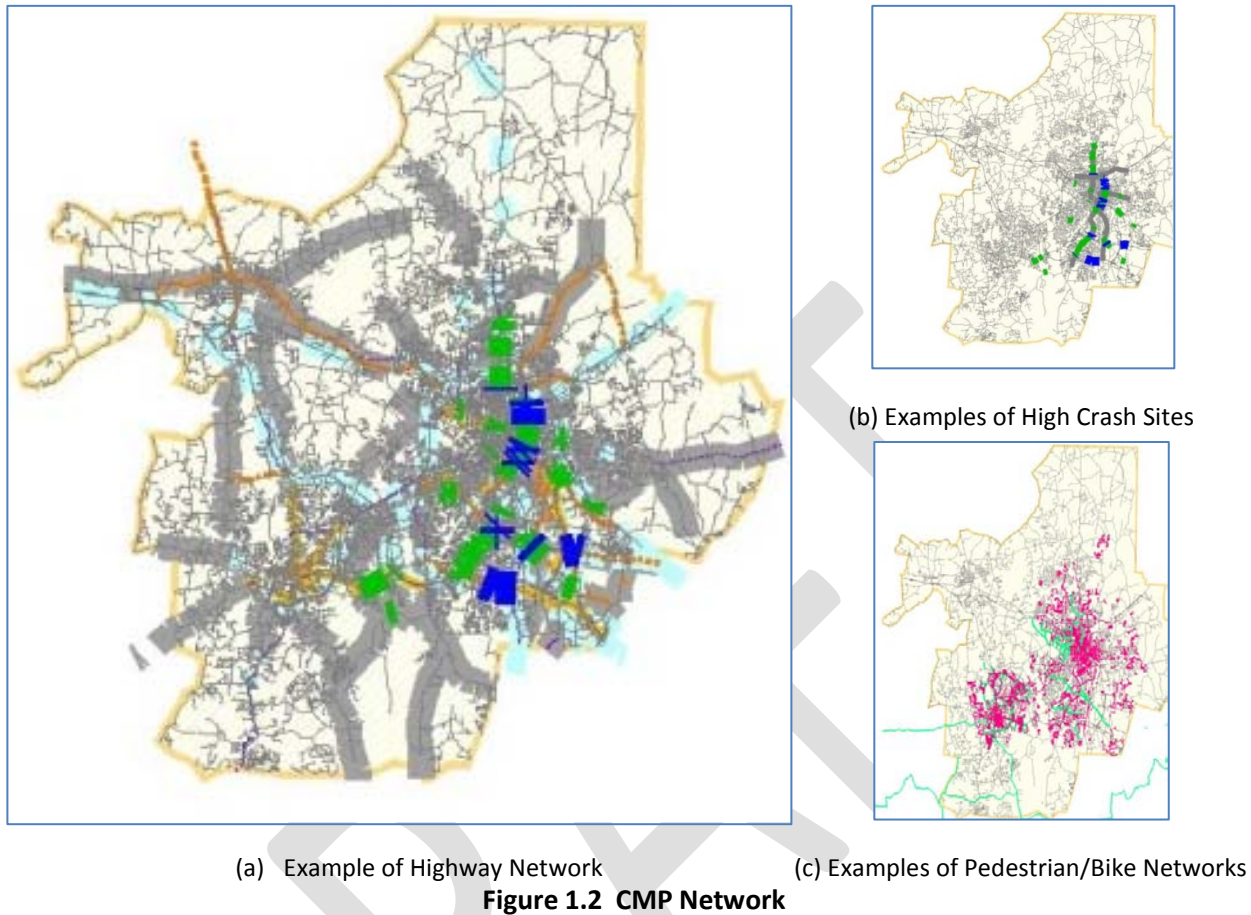 (b) Examples of High Crash Sites
(a) Example of Highway Network
(c) Examples of Pedestrian/Bike Networks
Figure 1.2 CMP Network
DRAFT